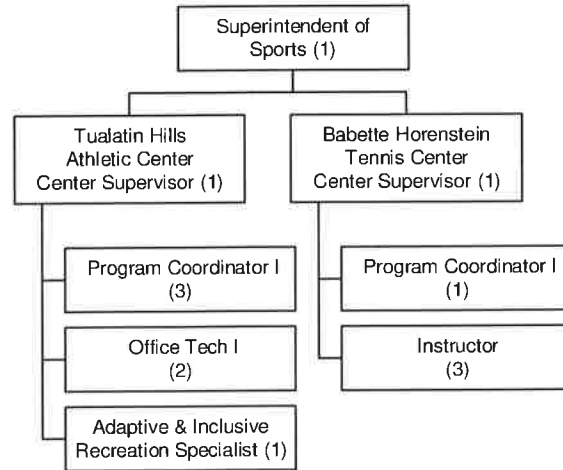 Superintendent of
Sports (1)
Tualatin Hills
Athletic Center
Center Supervisor (1)
Program Coordinator I
(3)
Office Tech I
(2)
Adaptive & Inclusive
Recreation Specialist (1)
Babette Horenstein
Tennis Center
Center Supervisor (1)
Program Coordinator I
(1)
Instructor
(3)